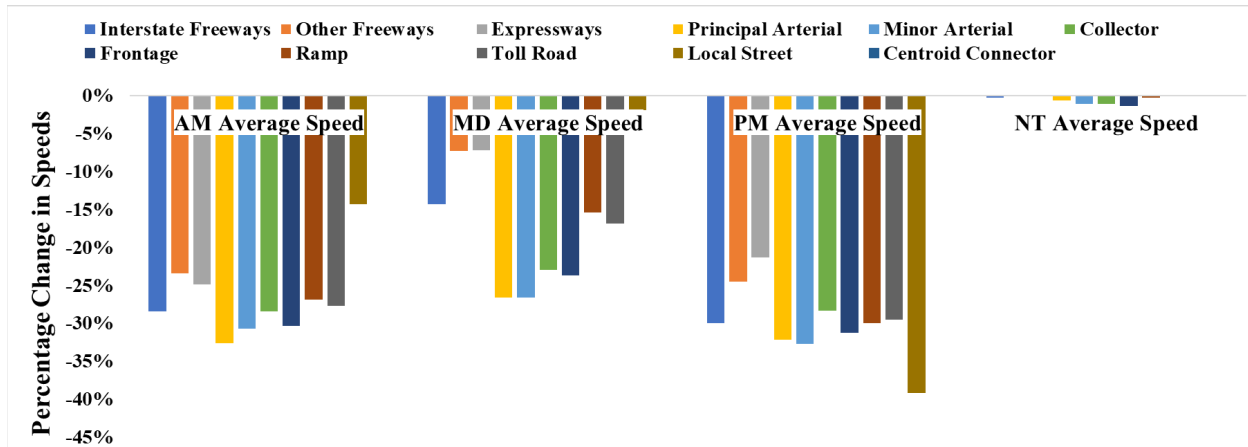 Interstate Freeways Other Freeways Expressways Principal Arterial Minor Arterial Collector
Frontage Ramp Toll Road Local Street Centroid Connector
Percentage Change in Speeds
0%
-5%
-10%
-15%
-20%
-25%
-30%
-35%
-40%
-45%
AM Average Speed MD Average Speed PM Average Speed NT Average Speed